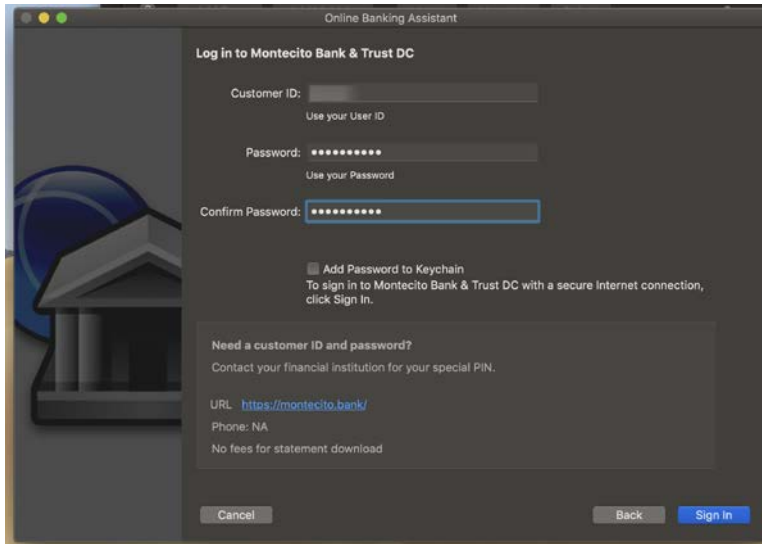 Online Banking Assistant
Log in to Montecito Bank & Trust DC
Customer ID:
Use your User ID
Password: ••••••••••
Use your Password
Confirm Password: ••••••••••
Add Password to Keychain
To sign in to Montecito Bank & Trust DC with a secure Internet connection,
click Sign In.
Need a customer ID and password?
Contact your financial institution for your special PIN.
URL https://montecito.bank/
Phone: NA
No fees for statement download
Cancel Back Sign In